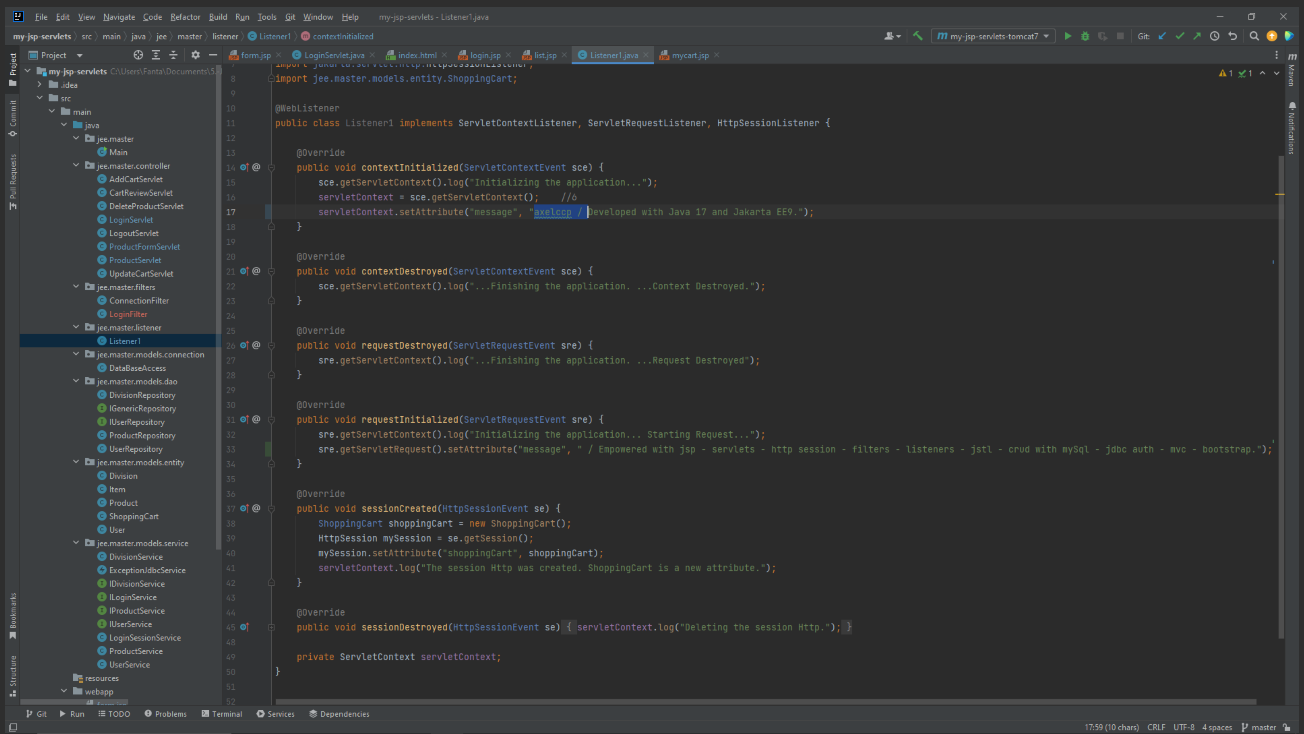 File Edit View Navigate Code Refactor Build Run Tools Git Window Help my-jsp-servlets - Listener1.java
my-jsp-servlets src main java jee master listener Listener1 contextInitialized my-jsp-servlets-tomcat7 Git:
Project form.jsp LoginServlet.java index.html login.jsp list.jsp Listener1.java mycart.jsp
my-jsp-servlets C:\Users\Fanta\Documents\
.idea
src
main
java
jee.master
Main
jee.master.controller
AddCartServlet
CartReviewServlet
DeleteProductServlet
LoginServlet
LogoutServlet
ProductFormServlet
ProductServlet
UpdateCartServlet
jee.master.filters
ConnectionFilter
LoginFilter
jee.master.listener
Listener1
jee.master.models.connection
DataBaseAccess
jee.master.models.dao
DivisionRepository
IGenericRepository
IUserRepository
ProductRepository
UserRepository
jee.master.models.entity
Division
Item
Product
ShoppingCart
User
jee.master.models.service
DivisionService
ExceptionJdbcService
IDivisionService
ILoginService
IProductService
IUserService
LoginSessionService
ProductService
UserService
resources
webapp
form.jsp
Project
Commit
Pull Requests
Bookmarks
Structure
import jakarta.servlet.http.HttpSessionListener;
8 import jee.master.models.entity.ShoppingCart;
9
10 @WebListener
11 public class Listener1 implements ServletContextListener, ServletRequestListener, HttpSessionListener {
12
13 @Override
14 @ public void contextInitialized(ServletContextEvent sce) {
15 sce.getServletContext().log("Initializing the application...");
16 servletContext = sce.getServletContext(); //6
17 servletContext.setAttribute("message", "axelccp / Developed with Java 17 and Jakarta EE9.");
18 }
19
20 @Override
21 @ public void contextDestroyed(ServletContextEvent sce) {
22 sce.getServletContext().log("...Finishing the application. ...Context Destroyed.");
23 }
24
25 @Override
26 @ public void requestDestroyed(ServletRequestEvent sre) {
27 sre.getServletContext().log("...Finishing the application. ...Request Destroyed");
28 }
29
30 @Override
31 @ public void requestInitialized(ServletRequestEvent sre) {
32 sre.getServletContext().log("Initializing the application... Starting Request...");
33 sre.getServletRequest().setAttribute("message", " / Empowered with jsp - servlets - http session - filters - listeners - jstl - crud with mySql - jdbc auth - mvc - bootstrap.");
34 }
35
36 @Override
37 @ public void sessionCreated(HttpSessionEvent se) {
38 ShoppingCart shoppingCart = new ShoppingCart();
39 HttpSession mySession = se.getSession();
40 mySession.setAttribute("shoppingCart", shoppingCart);
41 servletContext.log("The session Http was created. ShoppingCart is a new attribute.");
42 }
43
44 @Override
45 public void sessionDestroyed(HttpSessionEvent se) { servletContext.log("Deleting the session Http."); }
48
49 private ServletContext servletContext;
50 }
51
52
1 1
Maven
Notifications
Git Run TODO Problems Terminal Services Dependencies
17:59 (10 chars) CRLF UTF-8 4 spaces master